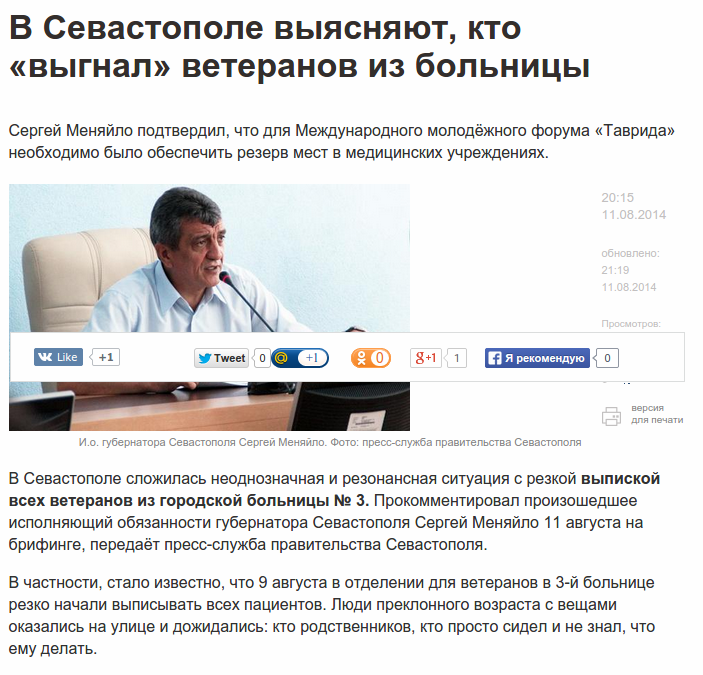 В Севастополе выясняют, кто
«выгнал» ветеранов из больницы
Сергей Меняйло подтвердил, что для Международного молодёжного форума «Таврида»
необходимо было обеспечить резерв мест в медицинских учреждениях.
20:15
11.08.2014
обновлено:
21:19
11.08.2014
Просмотров:
Like +1
Tweet 0
@ +1
0
g+1 1
Я рекомендую 0
версия
для печати
И.о. губернатора Севастополя Сергей Меняйло. Фото: пресс-служба правительства Севастополя
В Севастополе сложилась неоднозначная и резонансная ситуация с резкой выпиской
всех ветеранов из городской больницы № 3. Прокомментировал произошедшее
исполняющий обязанности губернатора Севастополя Сергей Меняйло 11 августа на
брифинге, передаёт пресс-служба правительства Севастополя.
В частности, стало известно, что 9 августа в отделении для ветеранов в 3-й больнице
резко начали выписывать всех пациентов. Люди преклонного возраста с вещами
оказались на улице и дожидались: кто родственников, кто просто сидел и не знал, что
ему делать.